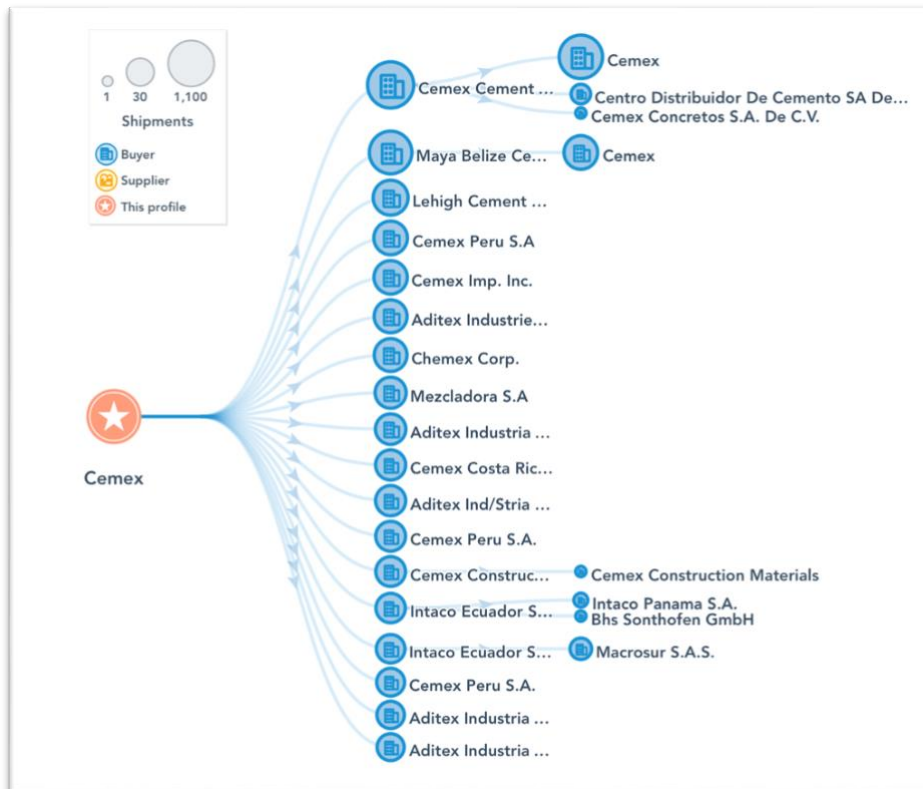 1 30 1,100
Shipments
Buyer
Supplier
This profile
Cemex
Cemex Cement ...
Cemex
Centro Distribuidor De Cemento SA De...
Cemex Concretos S.A. De C.V.
Maya Belize Ce...
Cemex
Lehigh Cement ...
Cemex Peru S.A
Cemex Imp. Inc.
Aditex Industrie...
Chemex Corp.
Mezcladora S.A
Aditex Industria ...
Cemex Costa Ric...
Aditex Ind/Stria ...
Cemex Peru S.A.
Cemex Construc...
Cemex Construction Materials
Intaco Ecuador S...
Intaco Panama S.A.
Bhs Sonthofen GmbH
Intaco Ecuador S...
Macrosur S.A.S.
Cemex Peru S.A.
Aditex Industria ...
Aditex Industria ...